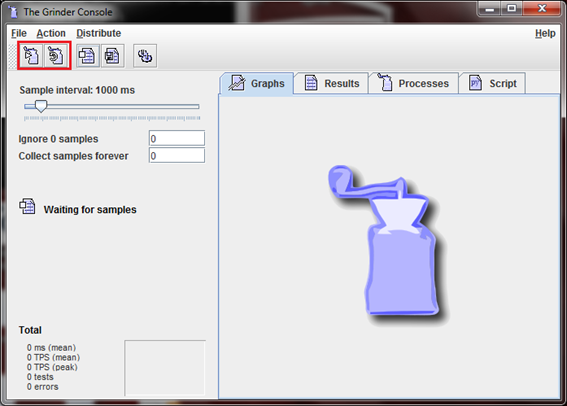 The Grinder Console
File Action Distribute Help
Graphs Results Processes Script
Sample interval: 1000 ms
Ignore 0 samples 0
Collect samples forever 0
Waiting for samples
Total
0 ms (mean)
0 TPS (mean)
0 TPS (peak)
0 tests
0 errors